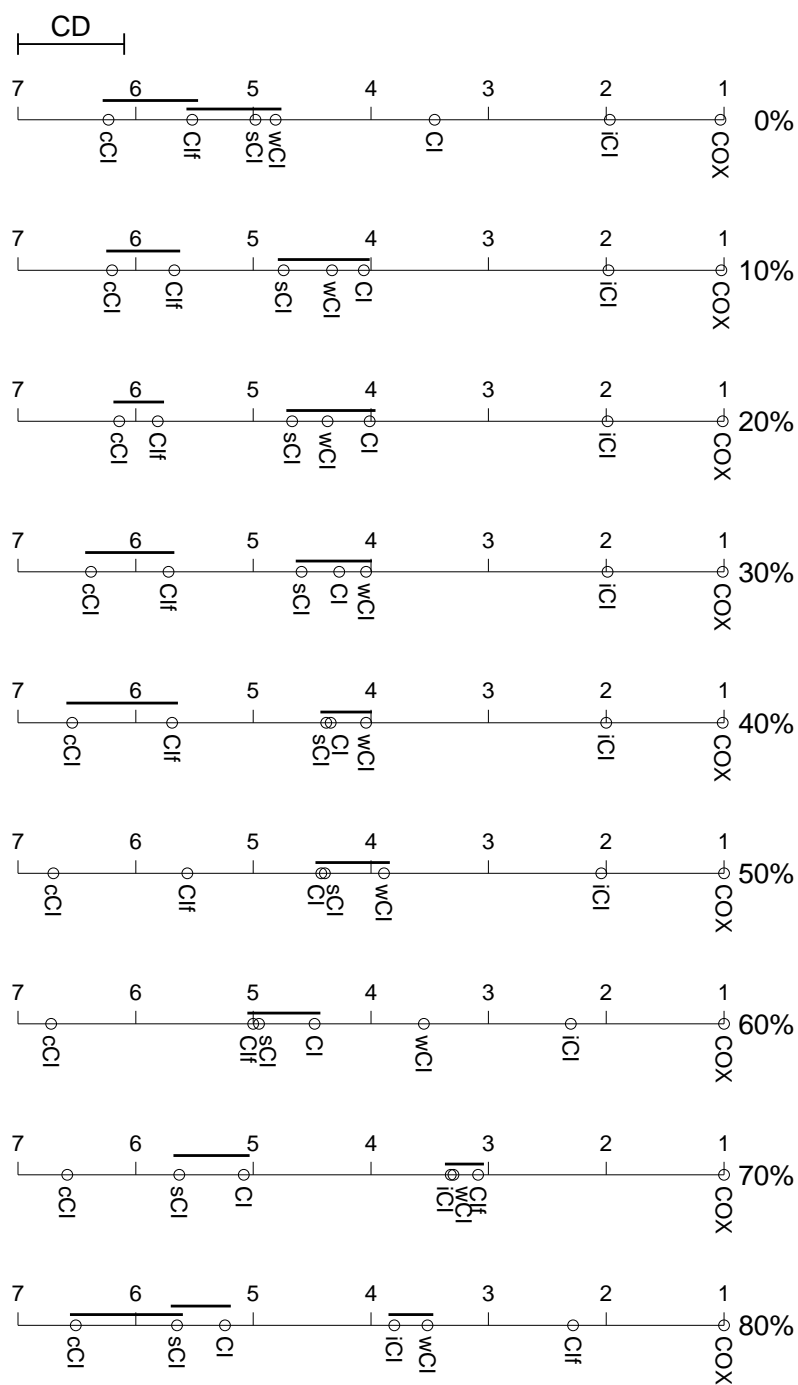 CD
7 6 5 4 3 2 1
0%
cCI CIf sCI wCI CI iCI COX
7 6 5 4 3 2 1
10%
cCI CIf sCI wCI CI iCI COX
7 6 5 4 3 2 1
20%
cCI CIf sCI wCI CI iCI COX
7 6 5 4 3 2 1
30%
cCI CIf sCI CI wCI iCI COX
7 6 5 4 3 2 1
40%
cCI CIf sCI CI wCI iCI COX
7 6 5 4 3 2 1
50%
cCI CIf CI sCI wCI iCI COX
7 6 5 4 3 2 1
60%
cCI CIf sCI CI wCI iCI COX
7 6 5 4 3 2 1
70%
cCI sCI CI iCI wCI CIf COX
7 6 5 4 3 2 1
80%
cCI sCI CI iCI wCI CIf COX